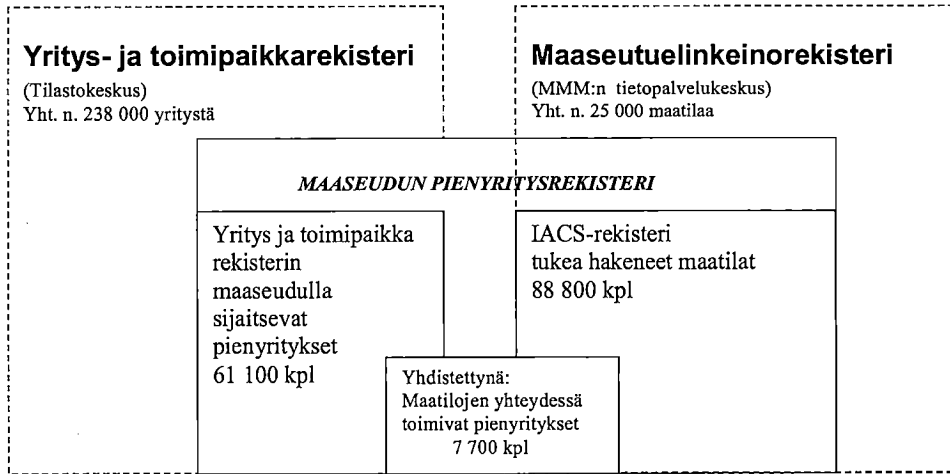 Yritys- ja toimipaikkarekisteri
(Tilastokeskus)
Yht. n. 238 000 yritystä
Maaseutuelinkeinorekisteri
(MMM:n tietopalvelukeskus)
Yht. n. 25 000 maatilaa
MAASEUDUN PIENYRITYSREKISTERI
Yritys ja toimipaikka
rekisterin
maaseudulla
sijaitsevat
pienyritykset
61 100 kpl
IACS-rekisteri
tukea hakeneet maatilat
88 800 kpl
Yhdistettynä:
Maatilojen yhteydessä
toimivat pienyritykset
7 700 kpl